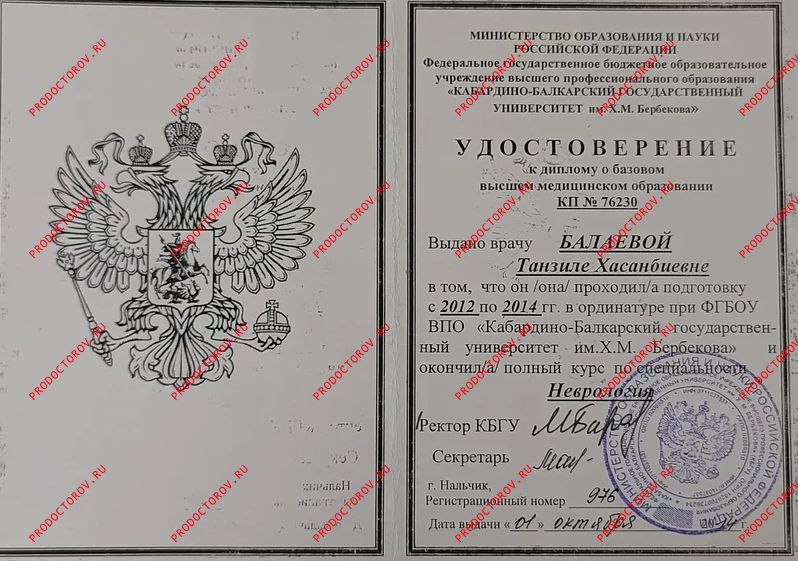 МИНИСТЕРСТВО ОБРАЗОВАНИЯ И НАУКИ
РОССИЙСКОЙ ФЕДЕРАЦИИ
Федеральное государственное бюджетное образовательное
учреждение высшего профессионального образования
«КАБАРДИНО-БАЛКАРСКИЙ ГОСУДАРСТВЕННЫЙ
УНИВЕРСИТЕТ им. Х.М. Бербекова»
УДОСТОВЕРЕНИЕ
к диплому о базовом
высшем медицинском образовании
КП № 76230
Выдано врачу БАЛАЕВОЙ
Танзиле Хасанбиевне
в том, что он /она/ проходил/а подготовку
с 2012 по 2014 гг. в ординатуре при ФГБОУ
ВПО «Кабардино-Балкарский государствен-
ный университет им.Х.М. Бербекова» и
окончил/а/ полный курс по специальности
Неврология
Ректор КБГУ
Секретарь
г. Нальчик,
Регистрационный номер 976
Дата выдачи «01» октября 2014 г.
PRODOCTOROV.RU